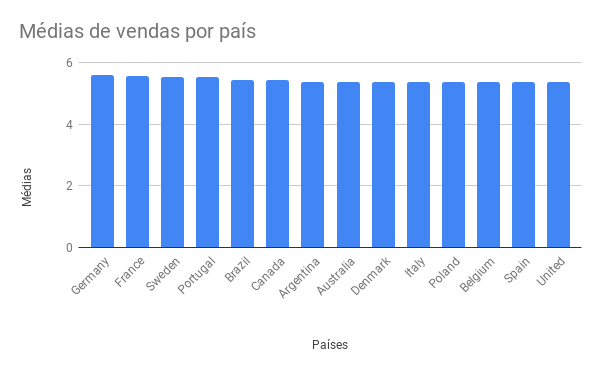 Médias de vendas por país
Médias
6
4
2
0
Germany
France
Sweden
Portugal
Brazil
Canada
Argentina
Australia
Denmark
Italy
Poland
Belgium
Spain
United
Países